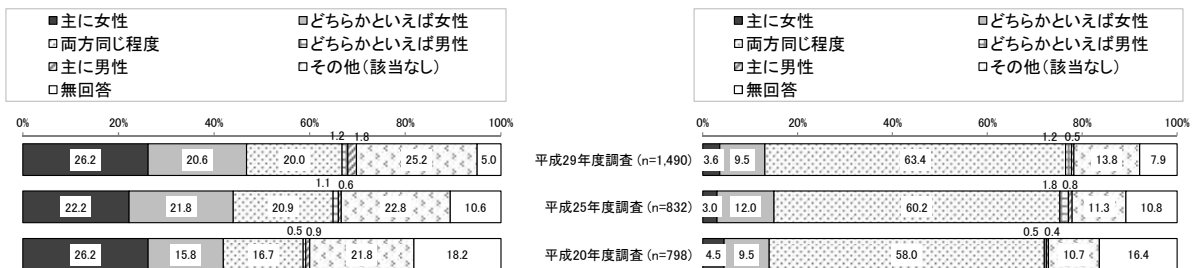 ■主に女性 ■どちらかといえば女性
□両方同じ程度 ⊟どちらかといえば男性
▨主に男性 □その他(該当なし)
□無回答
0% 20% 40% 60% 80% 100%
1.2 1.8
26.2 20.6 20.0 25.2 5.0
1.1 0.6
22.2 21.8 20.9 22.8 10.6
0.5 0.9
26.2 15.8 16.7 21.8 18.2
■主に女性 ■どちらかといえば女性
□両方同じ程度 ⊟どちらかといえば男性
▨主に男性 □その他(該当なし)
□無回答
0% 20% 40% 60% 80% 100%
1.2 0.5
平成29年度調査(n=1,490) 3.6 9.5 63.4 13.8 7.9
1.8 0.8
平成25年度調査(n=832) 3.0 12.0 60.2 11.3 10.8
0.5 0.4
平成20年度調査(n=798) 4.5 9.5 58.0 10.7 16.4